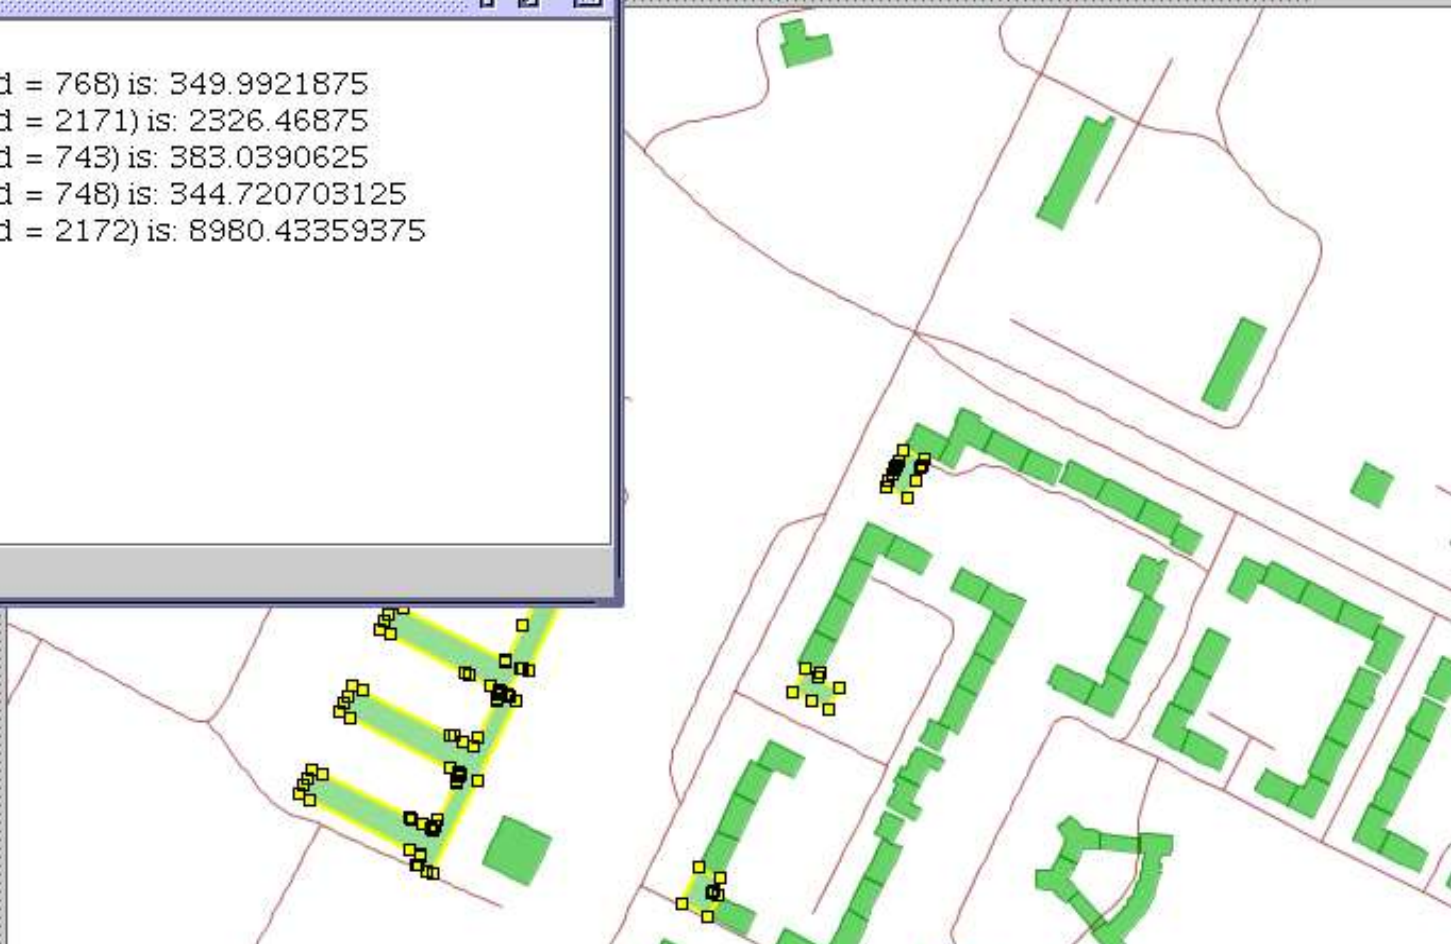 d = 768) is: 349.9921875
d = 2171) is: 2326.46875
d = 743) is: 383.0390625
d = 748) is: 344.720703125
d = 2172) is: 8980.43359375